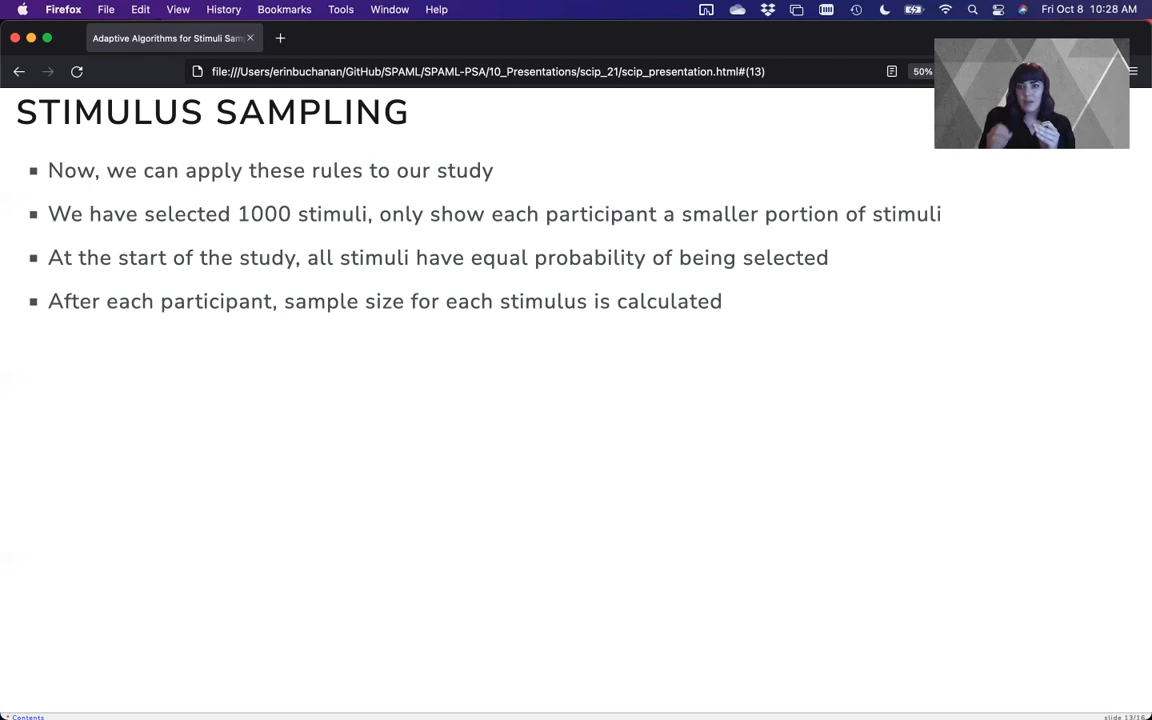 Firefox File Edit View History Bookmarks Tools Window Help Fri Oct 8 10:28 AM
Adaptive Algorithms for Stimuli Sam
file:///Users/erinbuchanan/GitHub/SPAML/SPAML-PSA/10_Presentations/scip_21/scip_presentation.html#(13) 50%
STIMULUS SAMPLING
▪ Now, we can apply these rules to our study
▪ We have selected 1000 stimuli, only show each participant a smaller portion of stimuli
▪ At the start of the study, all stimuli have equal probability of being selected
▪ After each participant, sample size for each stimulus is calculated
Contents slide 13/16